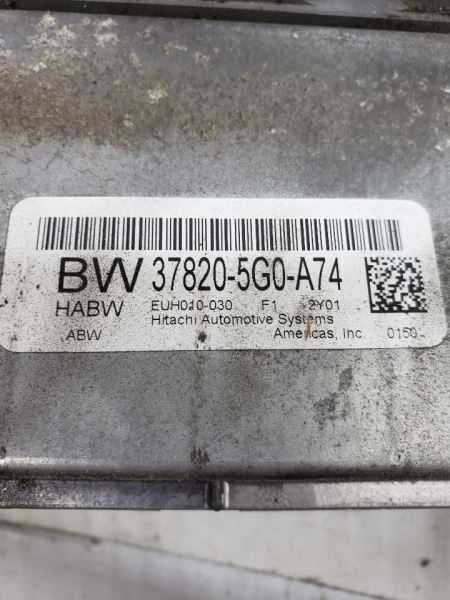 BW 37820-5G0-A74
HABW EUH010-030 F1 2Y01
Hitachi Automotive Systems
ABW Americas, Inc. 0150